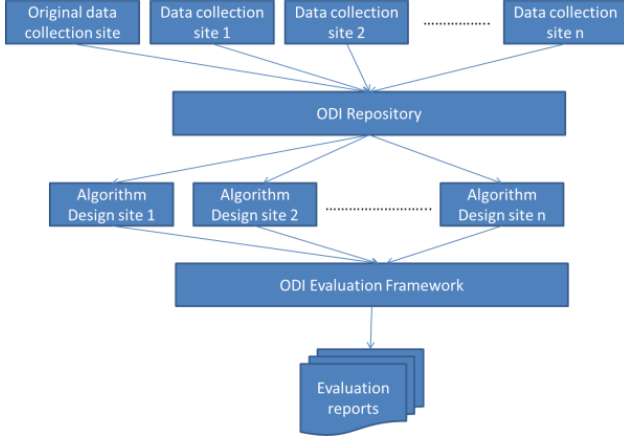 Original data
collection site
Data collection
site 1
Data collection
site 2
Data collection
site n
ODI Repository
Algorithm
Design site 1
Algorithm
Design site 2
Algorithm
Design site n
ODI Evaluation Framework
Evaluation
reports